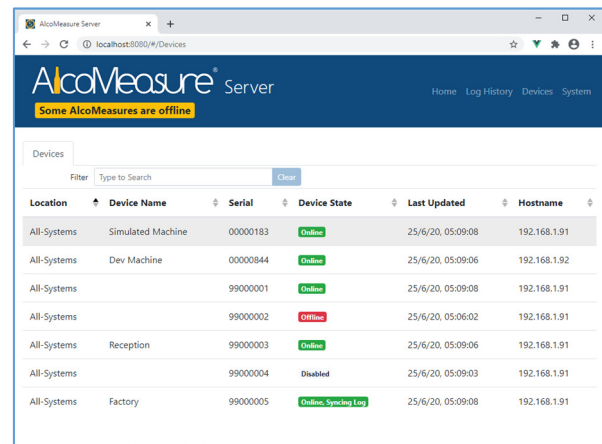 AlcoMeasure Server
localhost:8080/#/Devices
AlcoMeasure® Server
Home Log History Devices System
Some AlcoMeasures are offline
Devices
Filter Type to Search Clear
Location Device Name Serial Device State Last Updated Hostname
All-Systems Simulated Machine 00000183 Online 25/6/20, 05:09:08 192.168.1.91
All-Systems Dev Machine 00000844 Online 25/6/20, 05:09:06 192.168.1.92
All-Systems 99000001 Online 25/6/20, 05:09:08 192.168.1.91
All-Systems 99000002 Offline 25/6/20, 05:06:02 192.168.1.91
All-Systems Reception 99000003 Online 25/6/20, 05:09:06 192.168.1.91
All-Systems 99000004 Disabled 25/6/20, 05:09:03 192.168.1.91
All-Systems Factory 99000005 Online, Syncing Log 25/6/20, 05:09:08 192.168.1.91